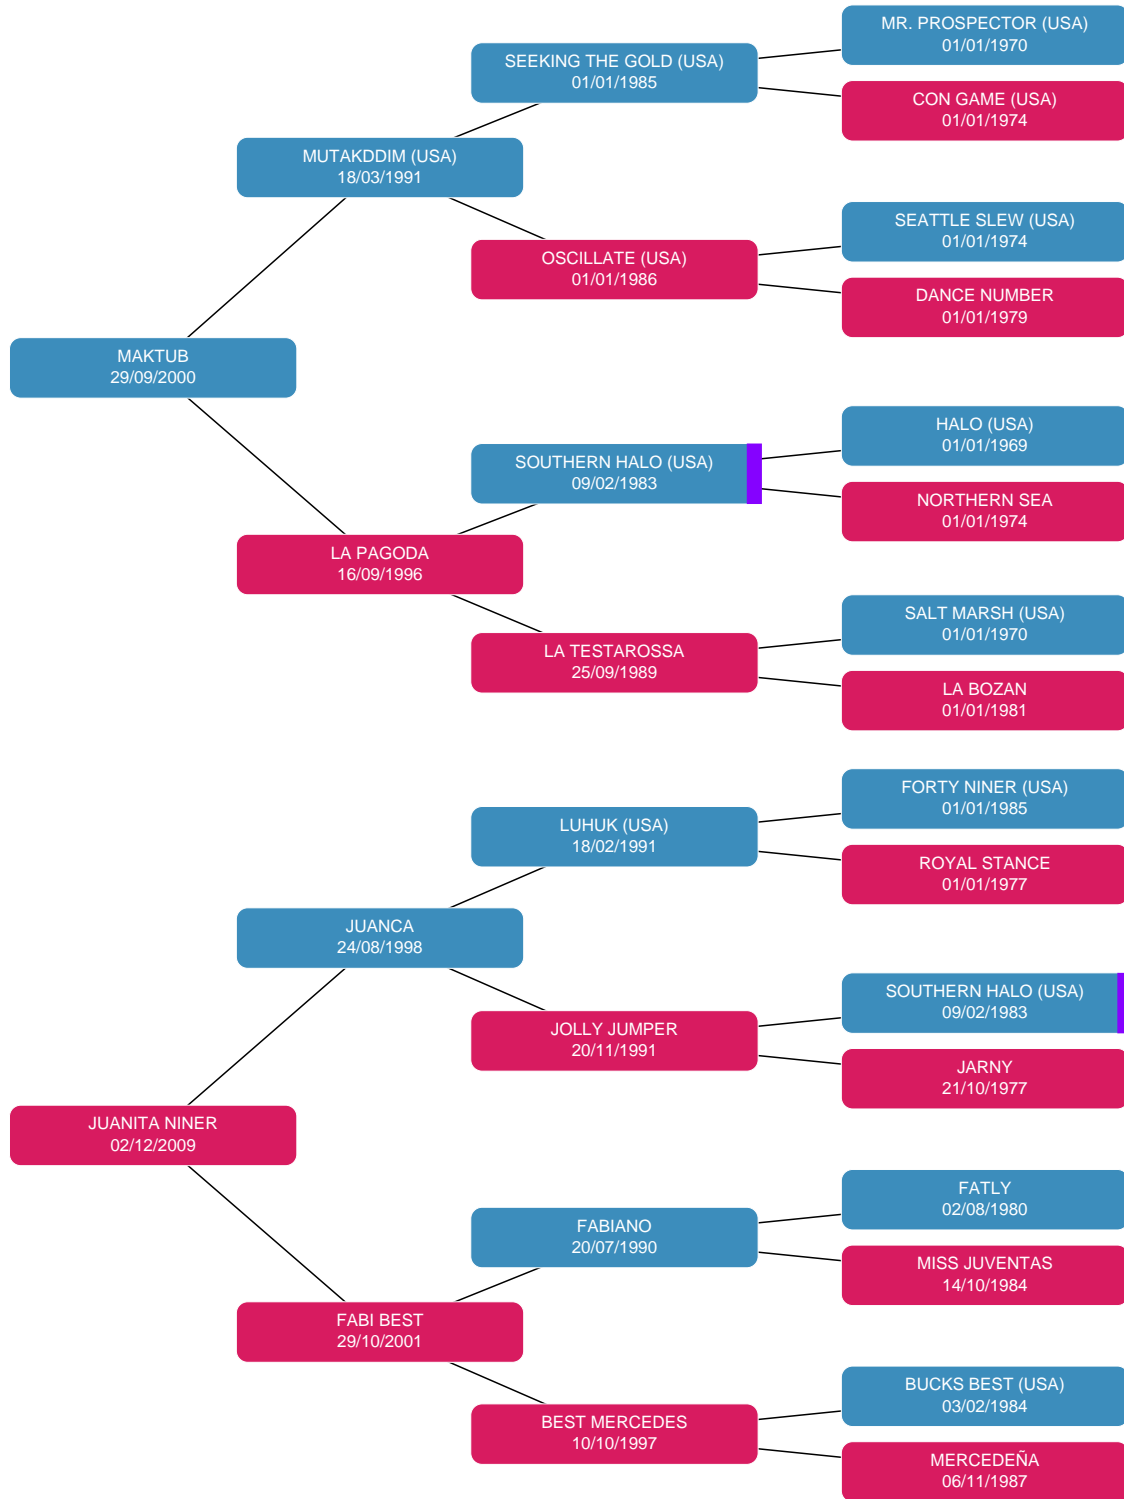 MR. PROSPECTOR (USA)
01/01/1970
SEEKING THE GOLD (USA)
01/01/1985
CON GAME (USA)
01/01/1974
MUTAKDDIM (USA)
18/03/1991
SEATTLE SLEW (USA)
01/01/1974
OSCILLATE (USA)
01/01/1986
DANCE NUMBER
01/01/1979
MAKTUB
29/09/2000
HALO (USA)
01/01/1969
SOUTHERN HALO (USA)
09/02/1983
NORTHERN SEA
01/01/1974
LA PAGODA
16/09/1996
SALT MARSH (USA)
01/01/1970
LA TESTAROSSA
25/09/1989
LA BOZAN
01/01/1981
FORTY NINER (USA)
01/01/1985
LUHUK (USA)
18/02/1991
ROYAL STANCE
01/01/1977
JUANCA
24/08/1998
SOUTHERN HALO (USA)
09/02/1983
JOLLY JUMPER
20/11/1991
JARNY
21/10/1977
JUANITA NINER
02/12/2009
FATLY
02/08/1980
FABIANO
20/07/1990
MISS JUVENTAS
14/10/1984
FABI BEST
29/10/2001
BUCKS BEST (USA)
03/02/1984
BEST MERCEDES
10/10/1997
MERCEDEÑA
06/11/1987